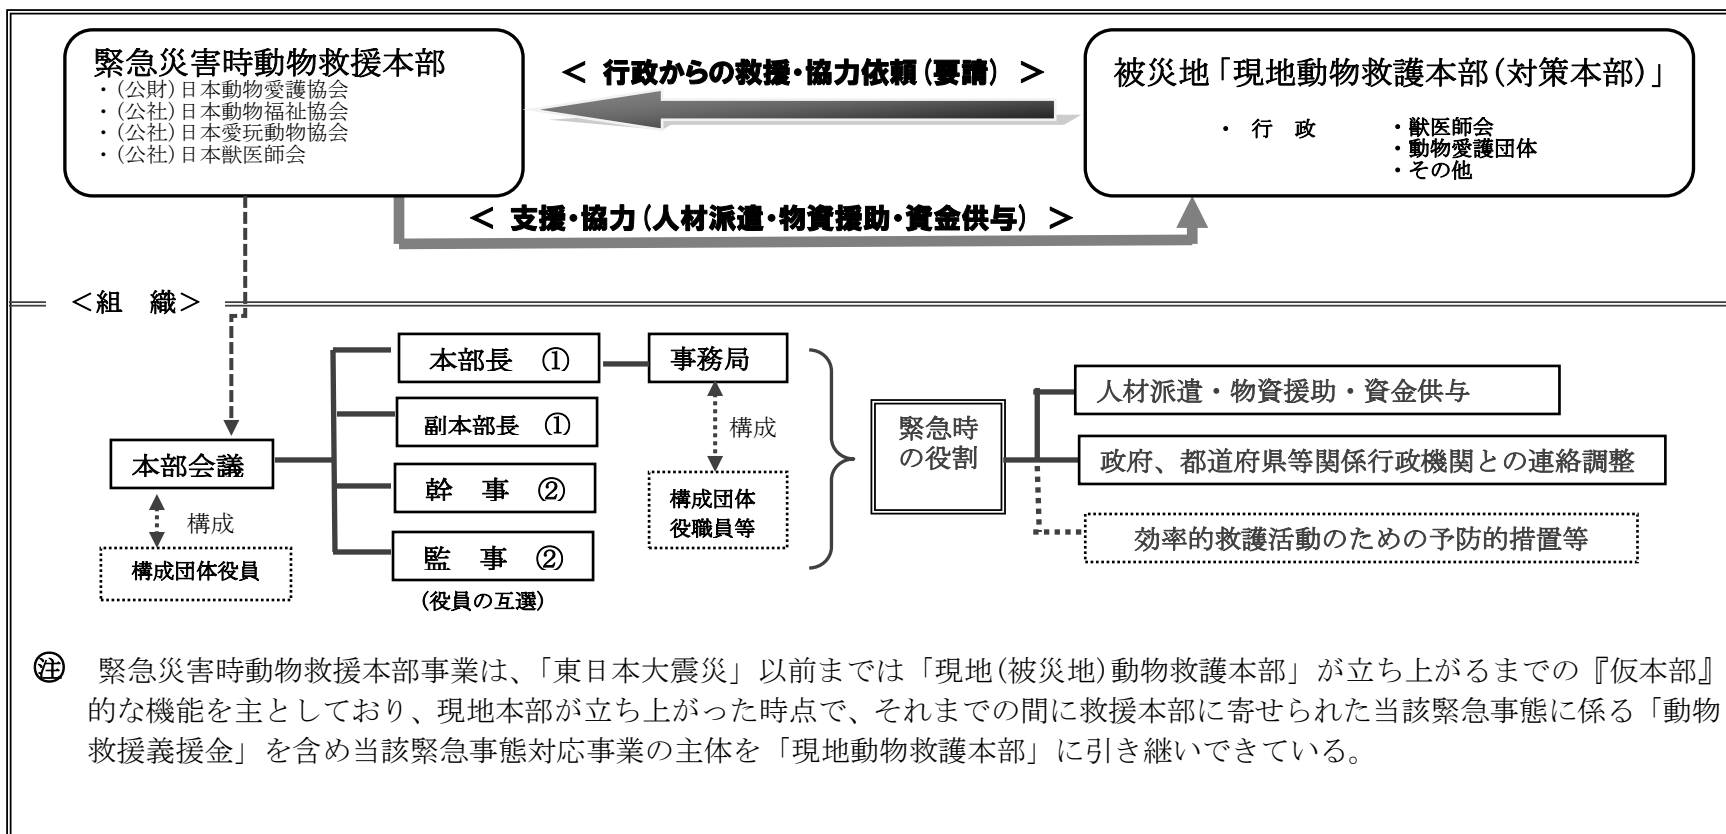 緊急災害時動物救援本部
・(公財)日本動物愛護協会
・(公社)日本動物福祉協会
・(公社)日本愛玩動物協会
・(公社)日本獣医師会
＜ 行政からの救援・協力依頼(要請) ＞
被災地「現地動物救護本部(対策本部)」
・ 行 政
・獣医師会
・動物愛護団体
・その他
＜ 支援・協力(人材派遣・物資援助・資金供与) ＞
＜組 織＞
本部長 ①
事務局
副本部長 ①
構成
本部会議
幹 事 ②
構成団体
役職員等
構成
構成団体役員
監 事 ②
(役員の互選)
緊急時
の役割
人材派遣・物資援助・資金供与
政府、都道府県等関係行政機関との連絡調整
効率的救護活動のための予防的措置等
㊟ 緊急災害時動物救援本部事業は、「東日本大震災」以前までは「現地(被災地)動物救護本部」が立ち上がるまでの『仮本部』
的な機能を主としており、現地本部が立ち上がった時点で、それまでの間に救援本部に寄せられた当該緊急事態に係る「動物
救援義援金」を含め当該緊急事態対応事業の主体を「現地動物救護本部」に引き継いできている。